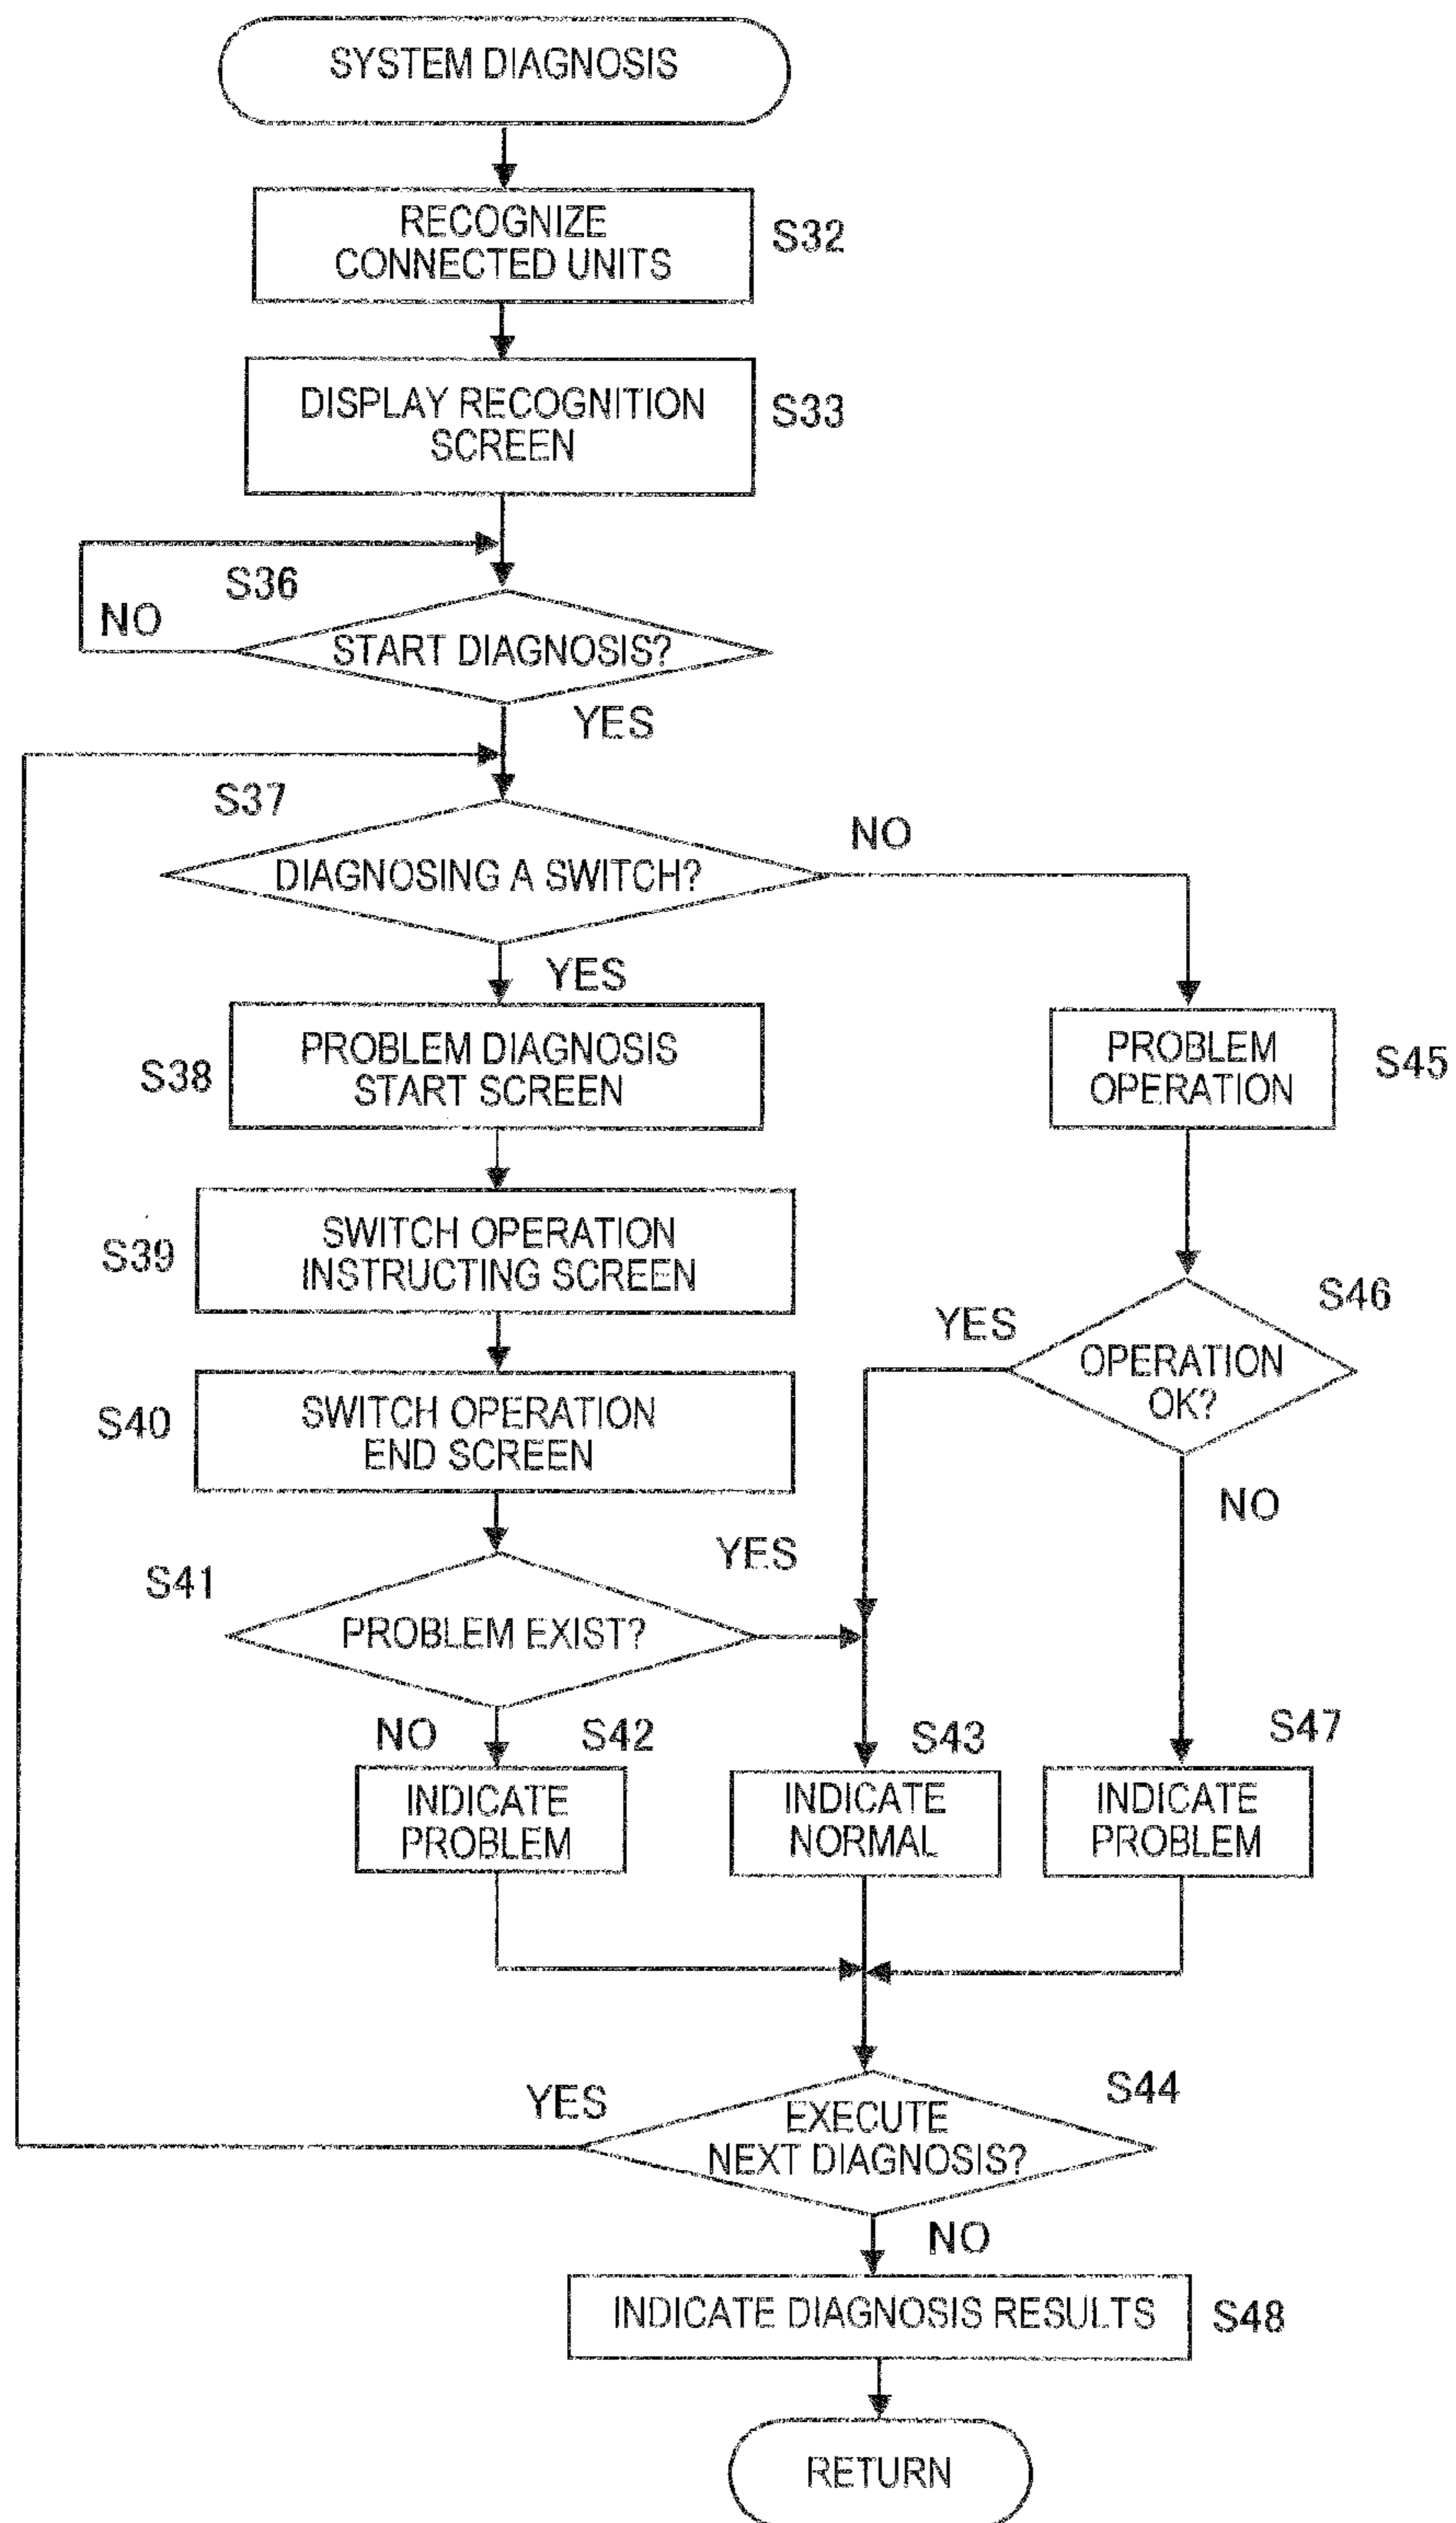 SYSTEM DIAGNOSIS
RECOGNIZE
CONNECTED UNITS
S32
DISPLAY RECOGNITION
SCREEN
S33
S36
NO
START DIAGNOSIS?
YES
S37
DIAGNOSING A SWITCH?
NO
YES
S38
PROBLEM DIAGNOSIS
START SCREEN
PROBLEM
OPERATION
S45
S39
SWITCH OPERATION
INSTRUCTING SCREEN
S46
YES
OPERATION
OK?
NO
S40
SWITCH OPERATION
END SCREEN
S41
PROBLEM EXIST?
YES
NO
S42
INDICATE
PROBLEM
S43
INDICATE
NORMAL
S47
INDICATE
PROBLEM
YES
S44
EXECUTE
NEXT DIAGNOSIS?
NO
INDICATE DIAGNOSIS RESULTS
S48
RETURN